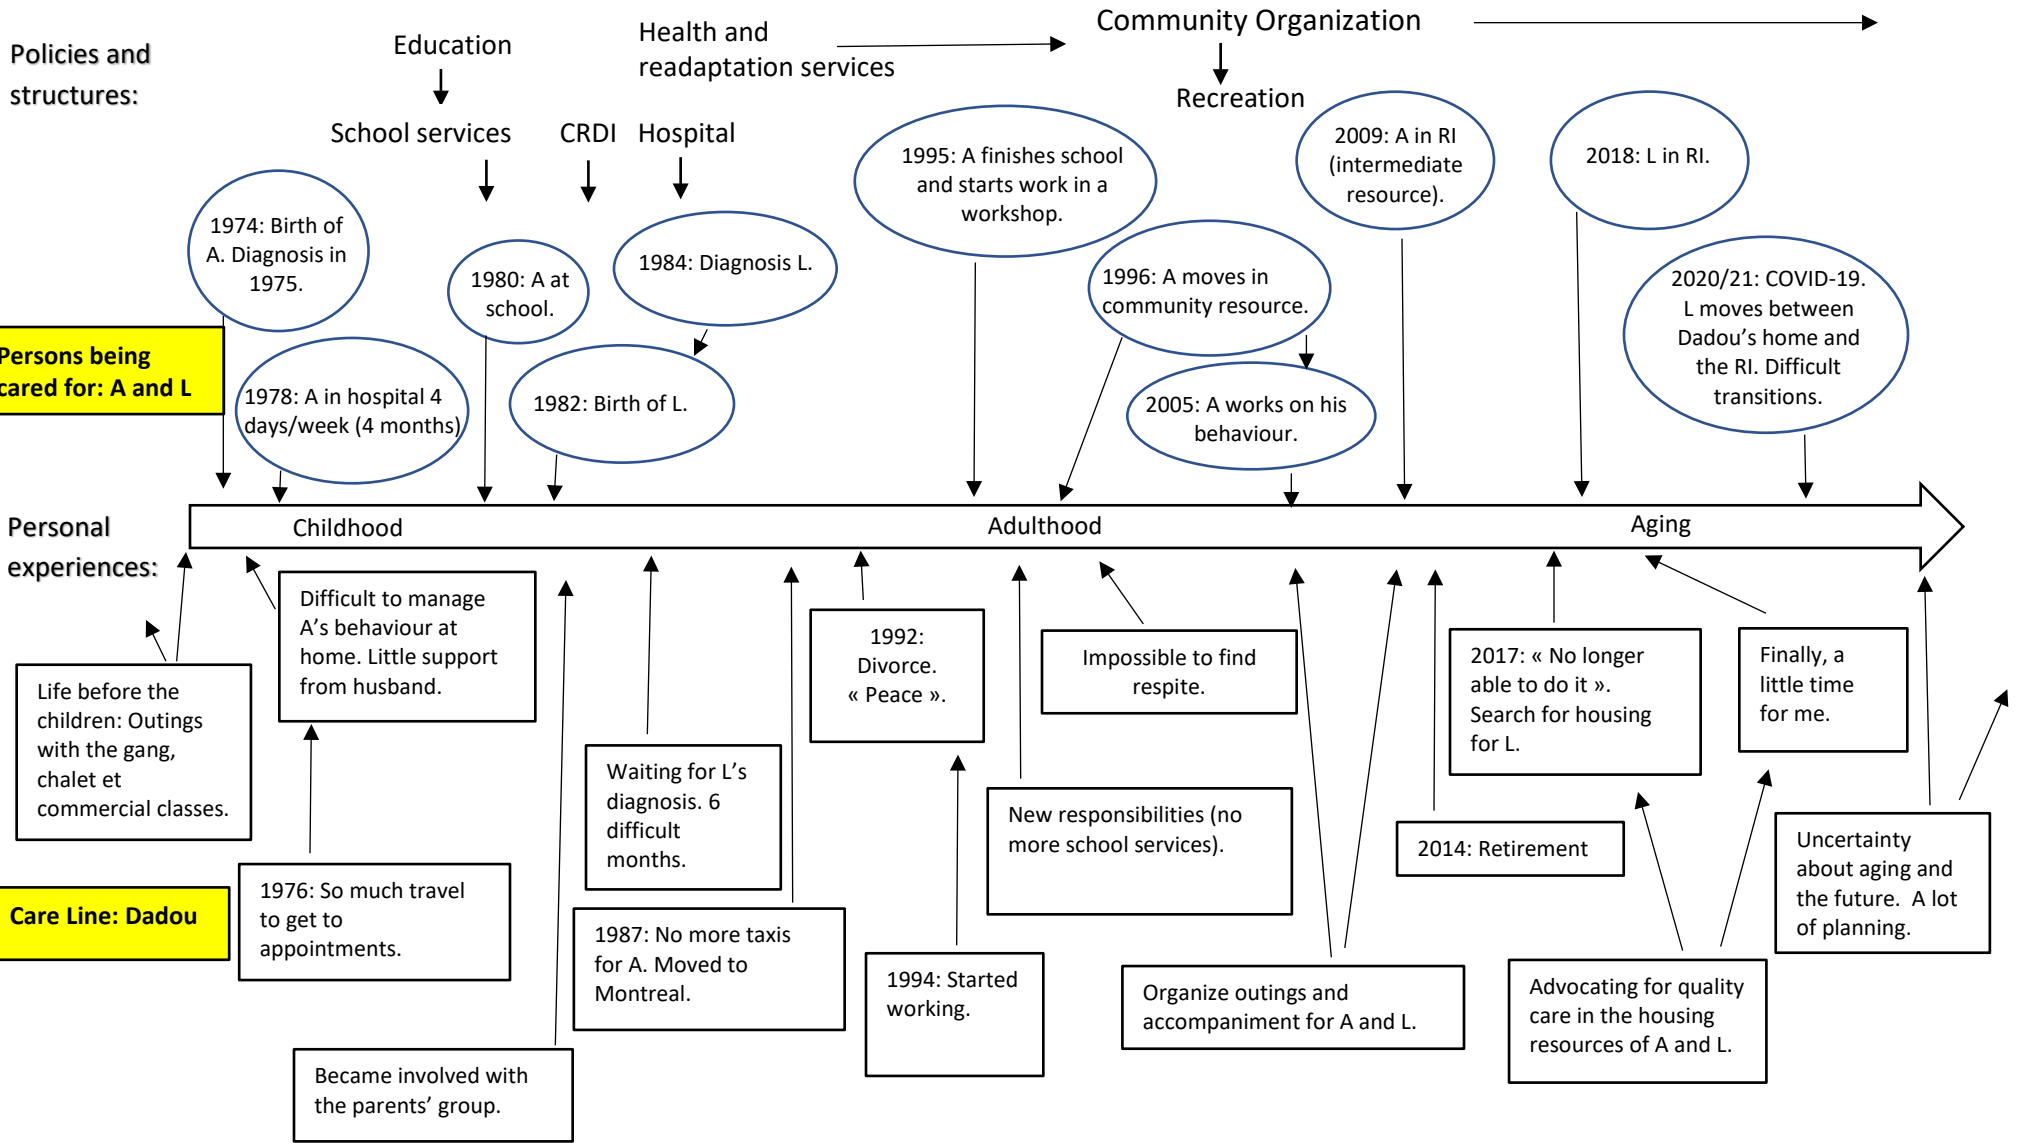 Policies and
structures:
Education
School services
CRDI
Health and
readaptation services
Hospital
Community Organization
Recreation
1974: Birth of
A. Diagnosis in
1975.
1978: A in hospital 4
days/week (4 months)
1980: A at
school.
1984: Diagnosis L.
1982: Birth of L.
1995: A finishes school
and starts work in a
workshop.
1996: A moves in
community resource.
2005: A works on his
behaviour.
2009: A in RI
(intermediate
resource).
2018: L in RI.
2020/21: COVID-19.
L moves between
Dadou’s home and
the RI. Difficult
transitions.
Persons being
cared for: A and L
Childhood
Adulthood
Aging
Personal
experiences:
Life before the
children: Outings
with the gang,
chalet et
commercial classes.
Difficult to manage
A’s behaviour at
home. Little support
from husband.
1976: So much travel
to get to
appointments.
Became involved with
the parents’ group.
Waiting for L’s
diagnosis. 6
difficult
months.
1987: No more taxis
for A. Moved to
Montreal.
1992:
Divorce.
« Peace ».
1994: Started
working.
Impossible to find
respite.
New responsibilities (no
more school services).
Organize outings and
accompaniment for A and L.
2014: Retirement
2017: « No longer
able to do it ».
Search for housing
for L.
Finally, a
little time
for me.
Advocating for quality
care in the housing
resources of A and L.
Uncertainty
about aging and
the future.  A lot
of planning.
Care Line: Dadou